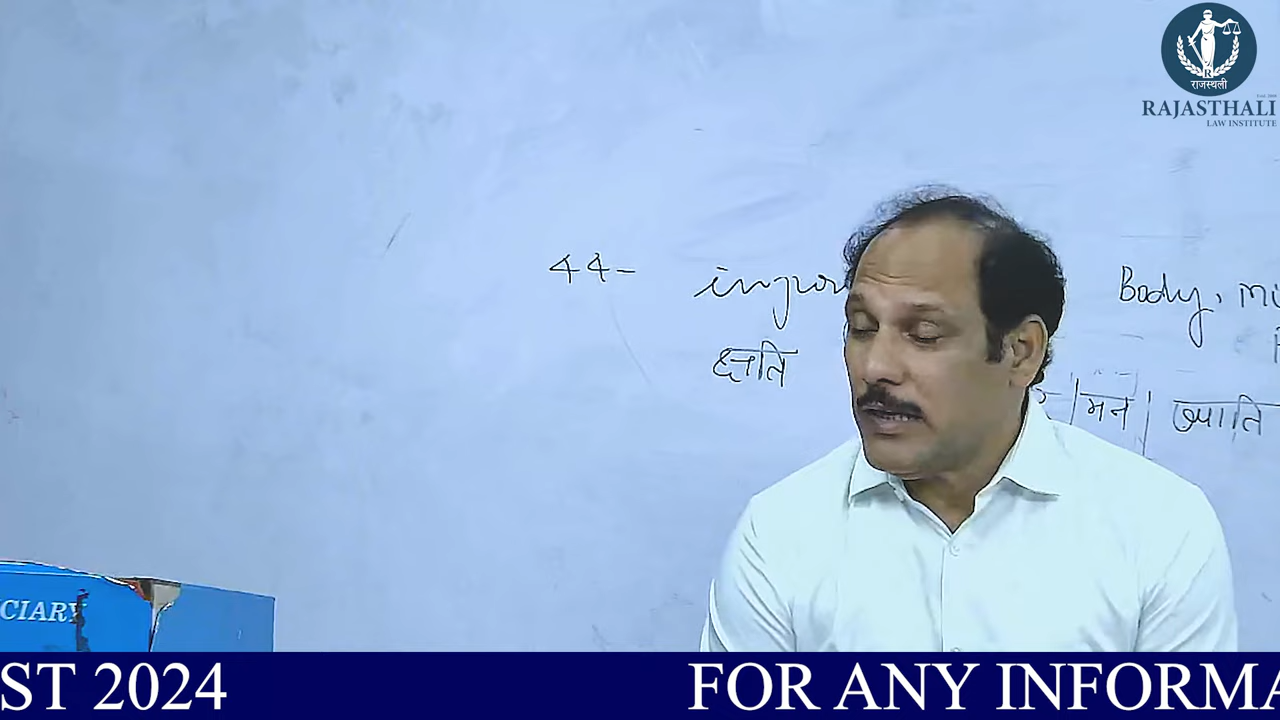 राजस्थली
RAJASTHALI
LAW INSTITUTE
44-
Body,
क्षति
मन | ख्याति
CIARY
ST 2024 FOR ANY INFORMA